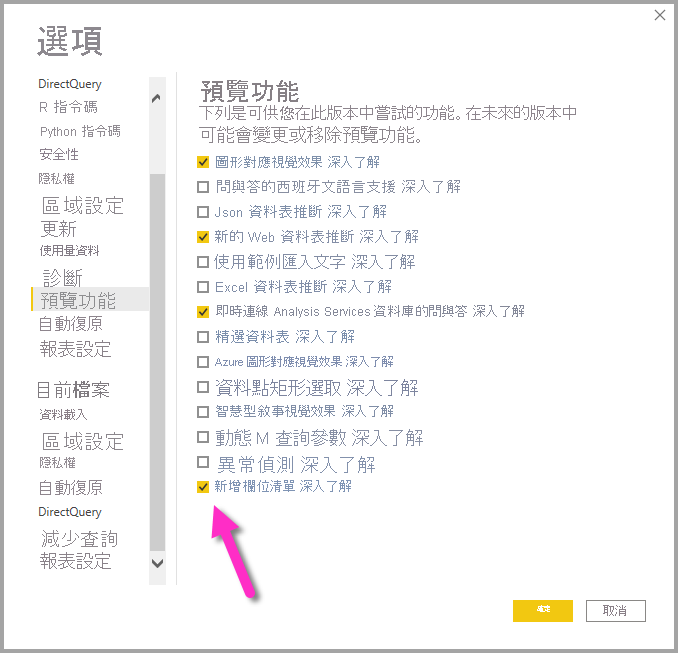 選項
DirectQuery
R 指令碼
Python 指令碼
安全性
隱私權
區域設定
更新
使用量資料
診斷
預覽功能
自動復原
報表設定
目前檔案
資料載入
區域設定
隱私權
自動復原
DirectQuery
減少查詢
報表設定
預覽功能
下列是可供您在此版本中嘗試的功能。在未來的版本中
可能會變更或移除預覽功能。
圖形對應視覺效果 深入了解
問與答的西班牙文語言支援 深入了解
Json 資料表推斷 深入了解
新的 Web 資料表推斷 深入了解
使用範例匯入文字 深入了解
Excel 資料表推斷 深入了解
即時連線 Analysis Services 資料庫的問與答 深入了解
精選資料表 深入了解
Azure 圖形對應視覺效果 深入了解
資料點矩形選取 深入了解
智慧型敘事視覺效果 深入了解
動態 M 查詢參數 深入了解
異常偵測 深入了解
新增欄位清單 深入了解
確定
取消